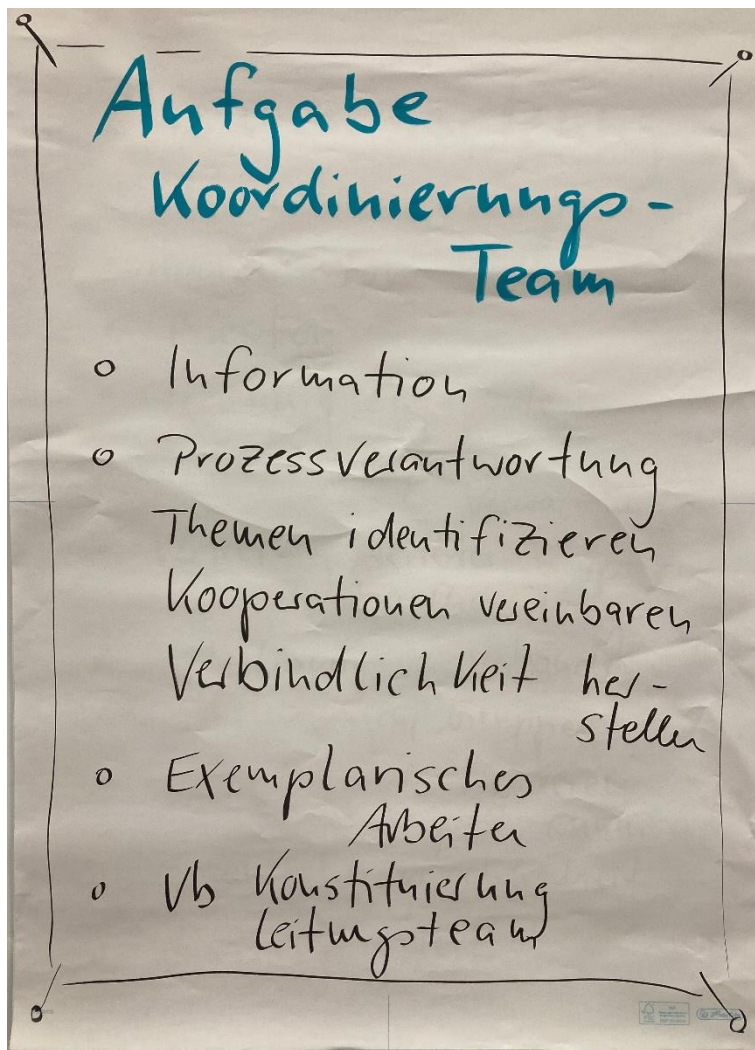 Aufgabe
Koordinierungs-
Team
o Information
o Prozessverantwortung
Themen identifizieren
Kooperationen vereinbaren
Verbindlichkeit her-
stellen
o Exemplarisches
Arbeiten
o Vb Konstituierung
Leitungsteam